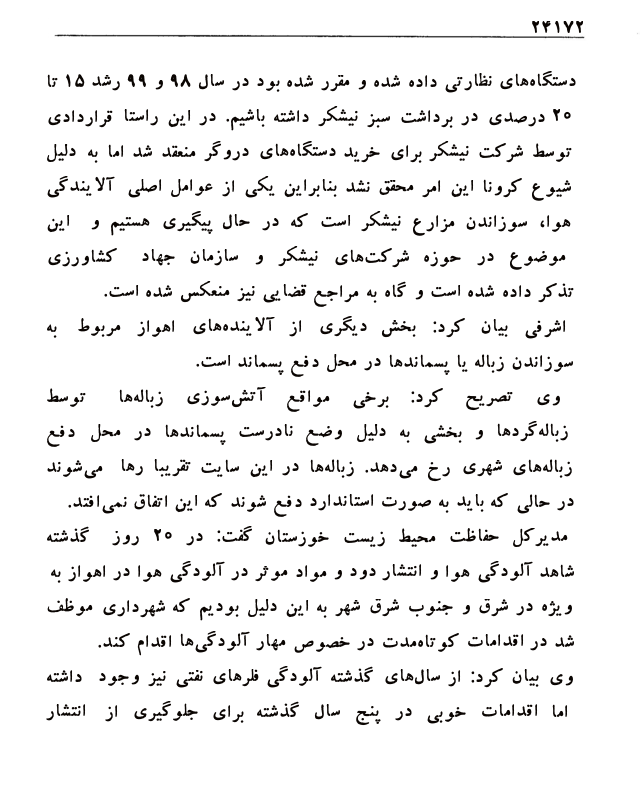 ۲۴۱۷۲
دستگاه‌های نظارتی داده شده و مقرر شده بود در سال ۹۸ و ۹۹ رشد ۱۵ تا
۲۰ درصدی در برداشت سبز نیشکر داشته باشیم. در این راستا قراردادی
توسط شرکت نیشکر برای خرید دستگاه‌های دروگر منعقد شد اما به دلیل
شیوع کرونا این امر محقق نشد بنابراین یکی از عوامل اصلی آلایندگی
هوا، سوزاندن مزارع نیشکر است که در حال پیگیری هستیم و این
موضوع در حوزه شرکت‌های نیشکر و سازمان جهاد کشاورزی
تذکر داده شده است و گاه به مراجع قضایی نیز منعکس شده است.
اشرفی بیان کرد: بخش دیگری از آلاینده‌های اهواز مربوط به
سوزاندن زباله یا پسماندها در محل دفع پسماند است.
وی تصریح کرد: برخی مواقع آتش‌سوزی زباله‌ها توسط
زباله‌گردها و بخشی به دلیل وضع نادرست پسماندها در محل دفع
زباله‌های شهری رخ می‌دهد. زباله‌ها در این سایت تقریبا رها می‌شوند
در حالی که باید به صورت استاندارد دفع شوند که این اتفاق نمی‌افتد.
مدیرکل حفاظت محیط زیست خوزستان گفت: در ۲۰ روز گذشته
شاهد آلودگی هوا و انتشار دود و مواد موثر در آلودگی هوا در اهواز به
ویژه در شرق و جنوب شرق شهر به این دلیل بودیم که شهرداری موظف
شد در اقدامات کوتاه‌مدت در خصوص مهار آلودگی‌ها اقدام کند.
وی بیان کرد: از سال‌های گذشته آلودگی فلرهای نفتی نیز وجود داشته
اما اقدامات خوبی در پنج سال گذشته برای جلوگیری از انتشار